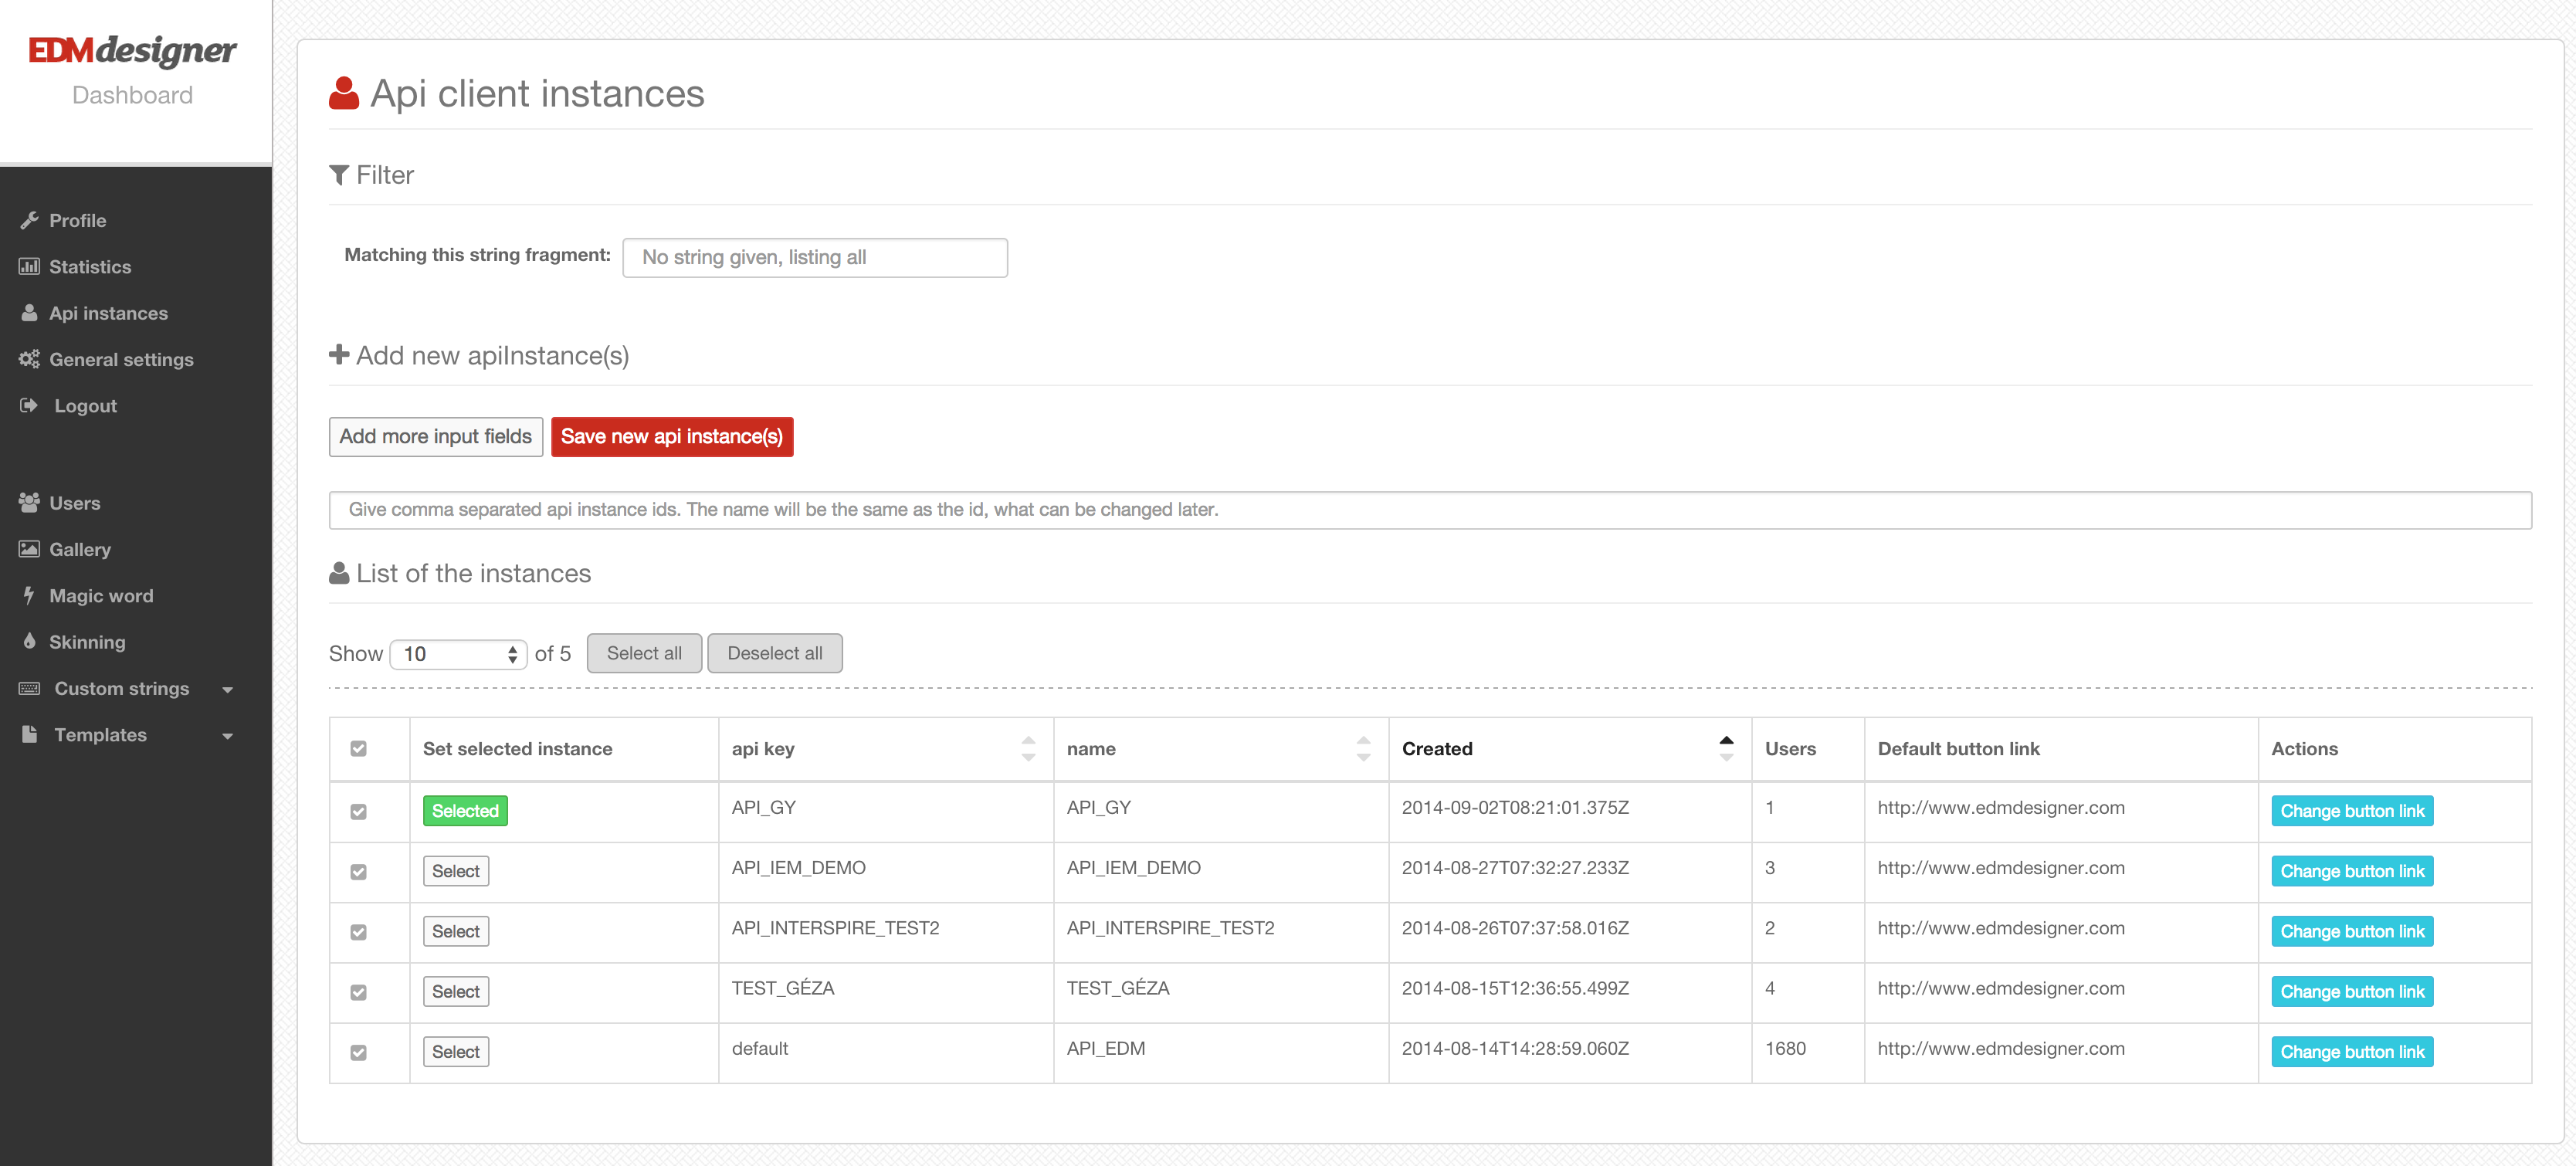 EDMdesigner
Dashboard
Profile
Statistics
Api instances
General settings
Logout
Users
Gallery
Magic word
Skinning
Custom strings
Templates
Api client instances
Filter
Matching this string fragment: No string given, listing all
Add new apiInstance(s)
Add more input fields Save new api instance(s)
Give comma separated api instance ids. The name will be the same as the id, what can be changed later.
List of the instances
Show 10 of 5 Select all Deselect all
Set selected instance api key name Created Users Default button link Actions
Selected API_GY API_GY 2014-09-02T08:21:01.375Z 1 http://www.edmdesigner.com Change button link
Select API_IEM_DEMO API_IEM_DEMO 2014-08-27T07:32:27.233Z 3 http://www.edmdesigner.com Change button link
Select API_INTERSPIRE_TEST2 API_INTERSPIRE_TEST2 2014-08-26T07:37:58.016Z 2 http://www.edmdesigner.com Change button link
Select TEST_GÉZA TEST_GÉZA 2014-08-15T12:36:55.499Z 4 http://www.edmdesigner.com Change button link
Select default API_EDM 2014-08-14T14:28:59.060Z 1680 http://www.edmdesigner.com Change button link